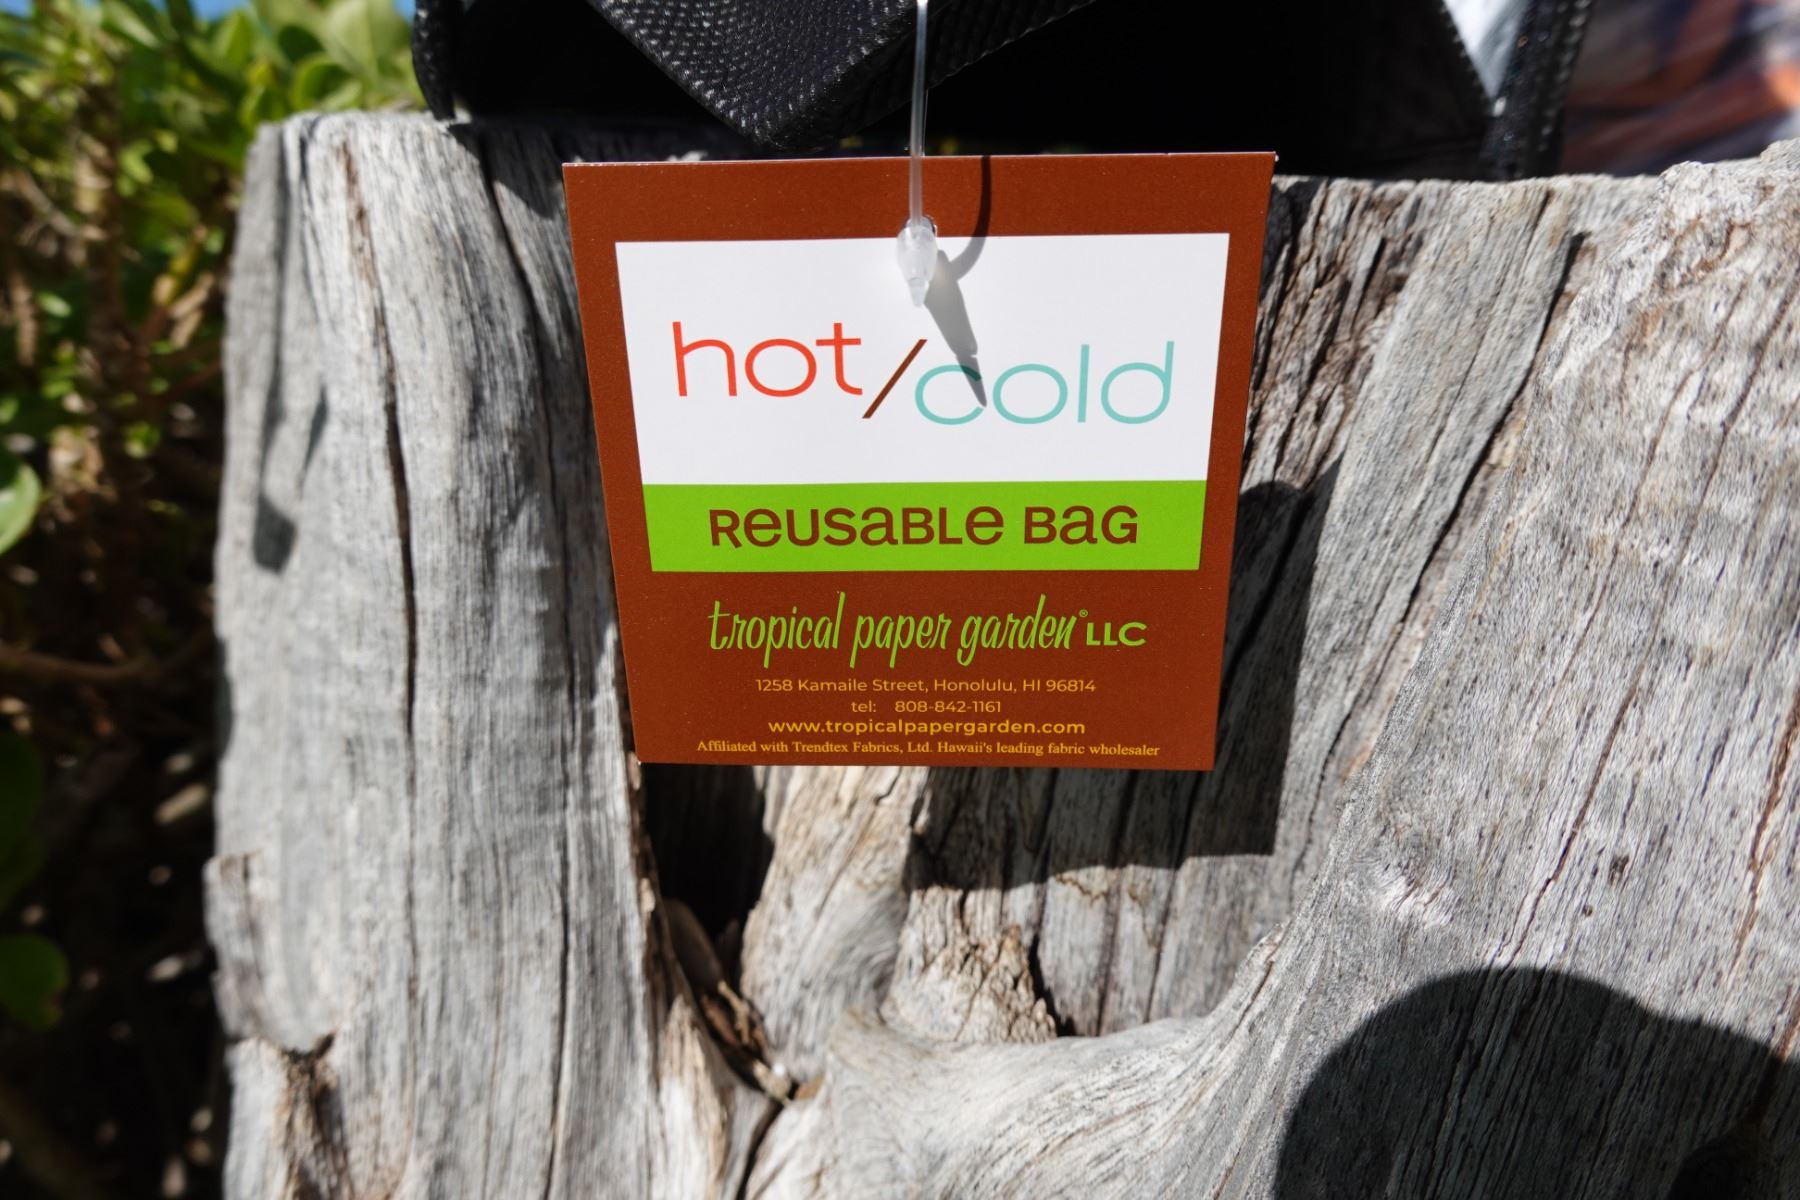 hot/cold
Reusable Bag
tropical paper garden® LLC
1258 Kamaile Street, Honolulu, HI 96814
tel: 808-842-1161
www.tropicalpapergarden.com
Affiliated with Trendtex Fabrics, Ltd. Hawaii's leading fabric wholesaler